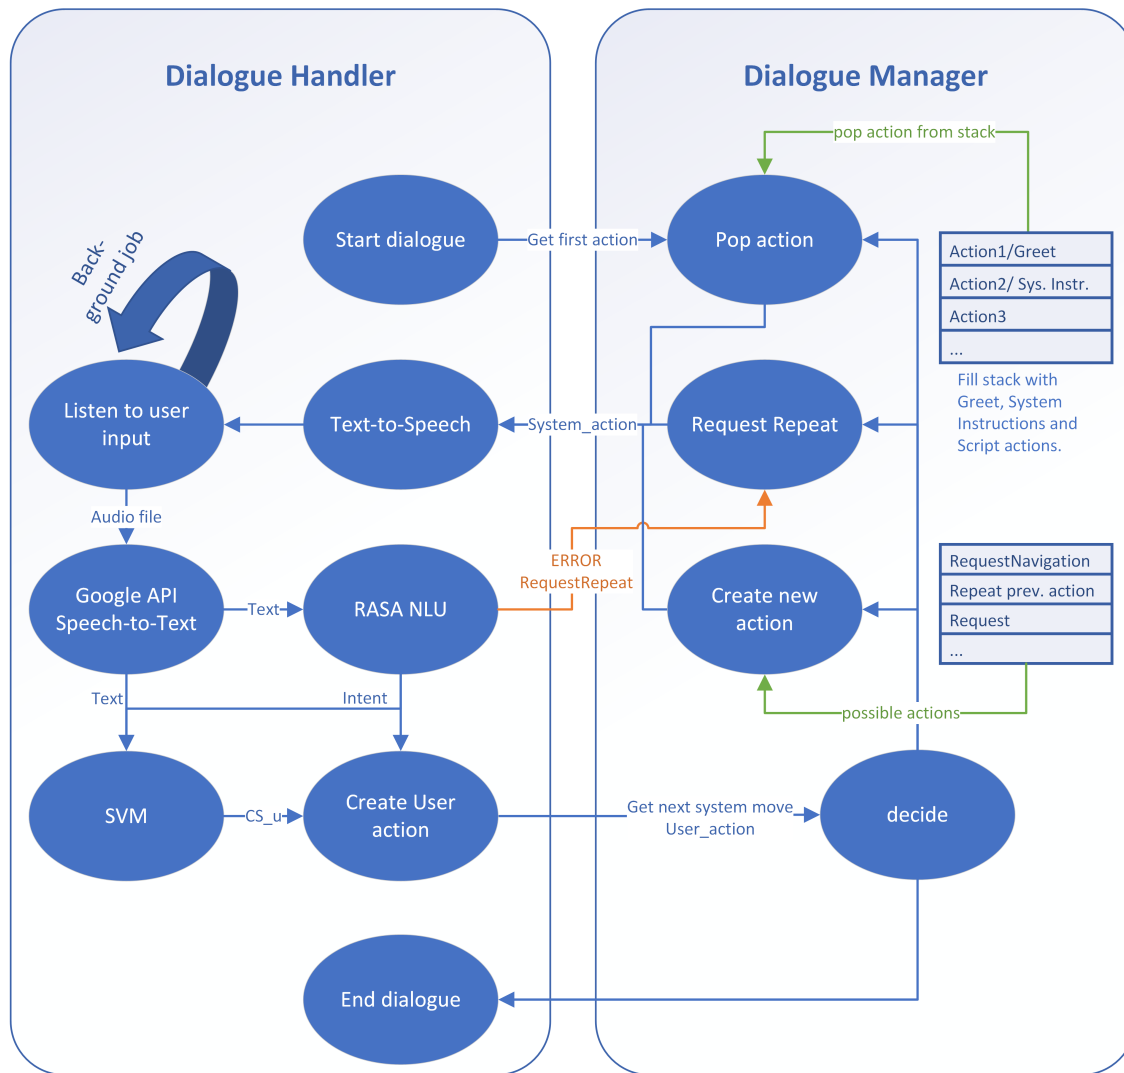 Dialogue Handler
Dialogue Manager
pop action from stack
Start dialogue
Get first action
Pop action
Action1/Greet
Action2/ Sys. Instr.
Action3
...
Fill stack with
Greet, System
Instructions and
Script actions.
Back-
ground job
Listen to user
input
Text-to-Speech
System_action
Request Repeat
Audio file
ERROR
RequestRepeat
Google API
Speech-to-Text
Text
RASA NLU
Create new
action
RequestNavigation
Repeat prev. action
Request
...
possible actions
Text
Intent
SVM
CS_u
Create User
action
Get next system move
User_action
decide
End dialogue